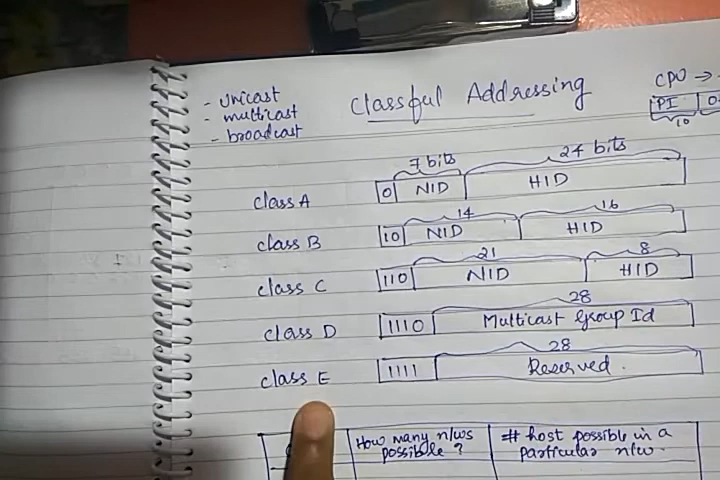 - Unicast
- multicast
- broadcast
Classful Addressing
CPU →
PI
10
7 bits 24 bits
class A 0 NID HID
14 16
class B 10 NID HID
21 8
class C 110 NID HID
28
class D 1110 Multicast Group Id
28
class E 1111 Reserved.
How many n/ws possible ?
# host possible in a particular n/w.